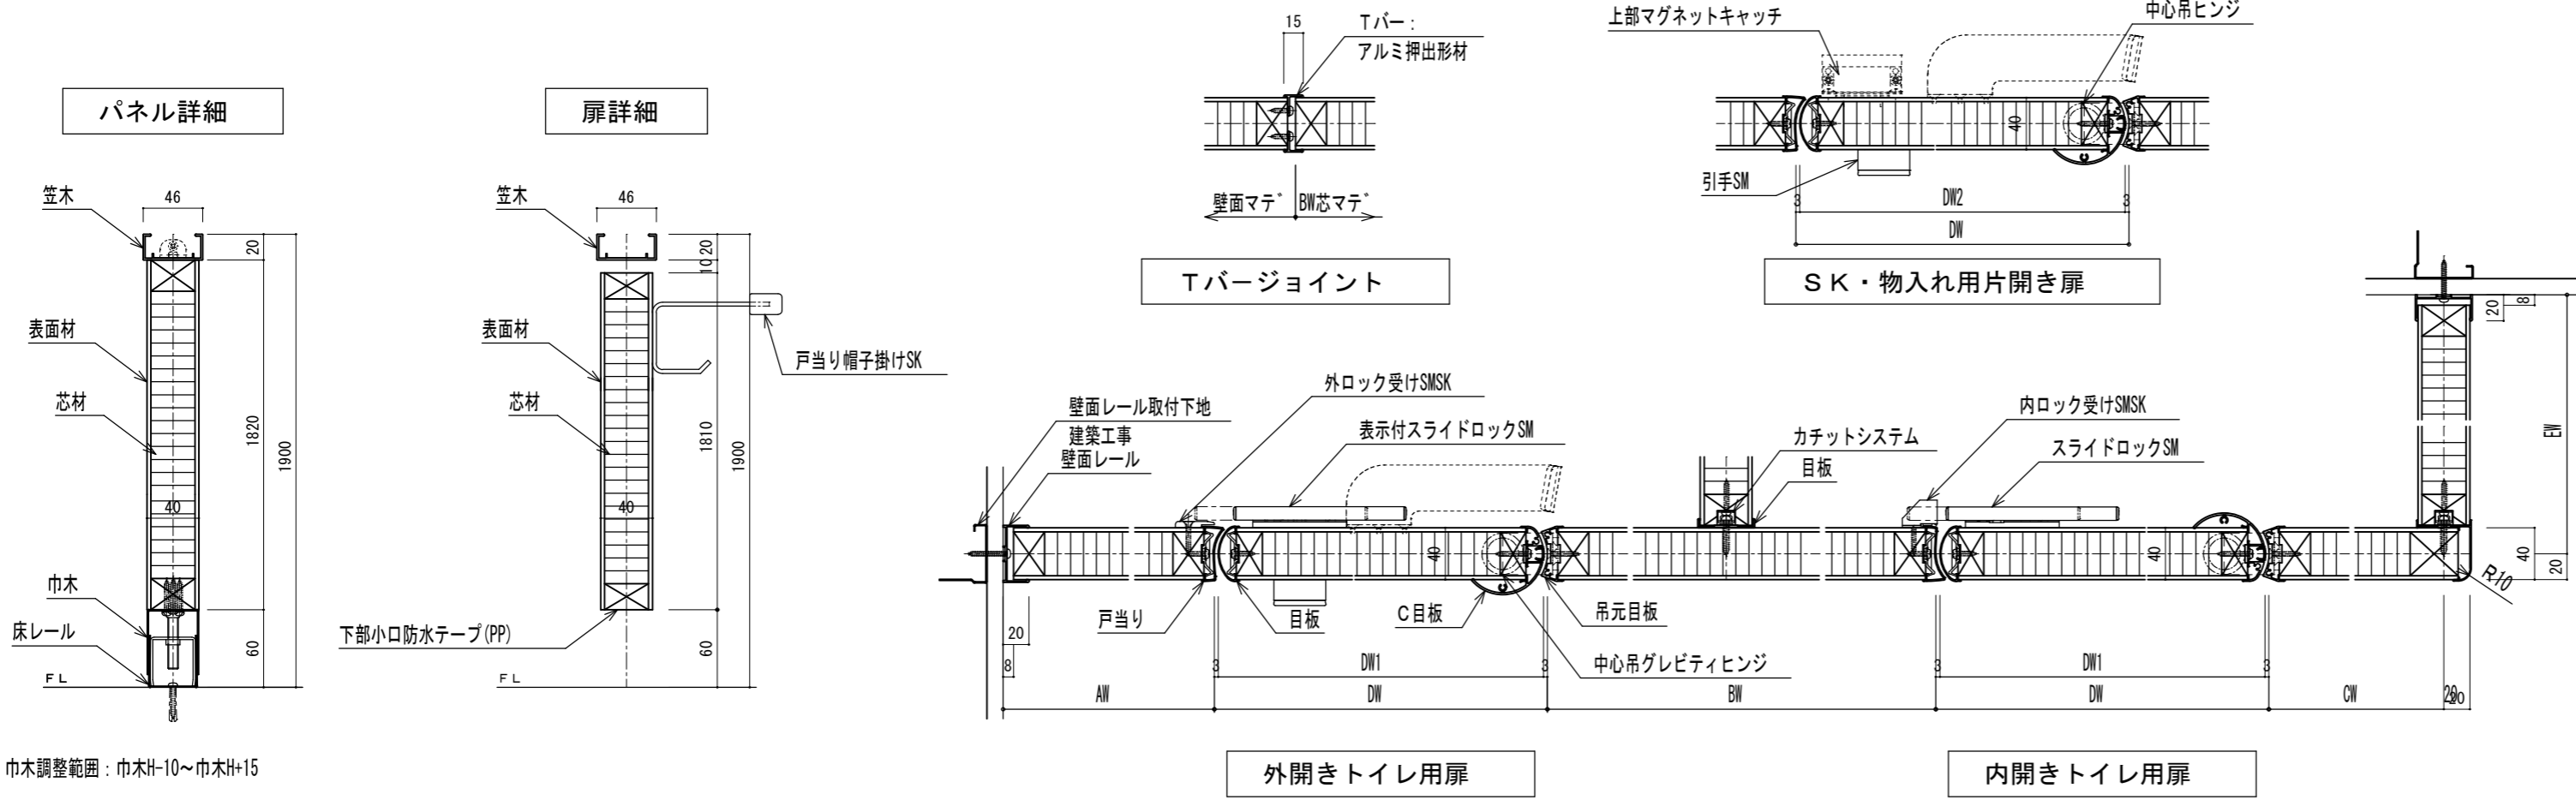 パネル詳細
笠木
46
20
表面材
芯材
1820
1900
40
巾木
床レール
60
FL
巾木調整範囲：巾木H-10～巾木H+15
扉詳細
笠木
46
20
10
表面材
戸当り帽子掛けSK
芯材
1810
1900
40
下部小口防水テープ(PP)
60
FL
15
Tバー：
アルミ押出形材
壁面マデ
BW芯マデ
Tバージョイント
上部マグネットキャッチ
中心吊ヒンジ
40
引手SM
3
DW2
3
DW
SK・物入れ用片開き扉
壁面レール取付下地
建築工事
壁面レール
外ロック受けSMSK
表示付スライドロックSM
カチットシステム
目板
内ロック受けSMSK
スライドロックSM
20
8
EW
40
40
40
20
R10
戸当り
目板
C目板
吊元目板
中心吊グレビティヒンジ
20
8
3
DW1
3
3
DW1
3
AW
DW
BW
DW
CW
20
20
外開きトイレ用扉
内開きトイレ用扉